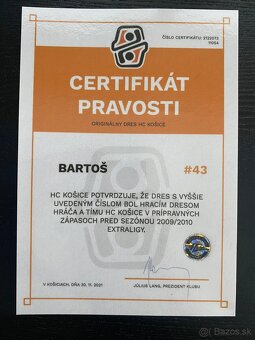 ČÍSLO CERTIFIKÁTU: 2122073
11054
CERTIFIKÁT
PRAVOSTI
ORIGINÁLNY DRES HC KOŠICE
BARTOŠ #43
HC KOŠICE POTVRDZUJE, ŽE DRES S VYŠŠIE
UVEDENÝM ČÍSLOM BOL HRACÍM DRESOM
HRÁČA A TÍMU HC KOŠICE V PRÍPRAVNÝCH
ZÁPASOCH PRED SEZÓNOU 2009/2010
EXTRALIGY.
V KOŠICIACH, DŇA 30. 11. 2021
JÚLIUS LANG, PREZIDENT KLUBU
bazos.sk